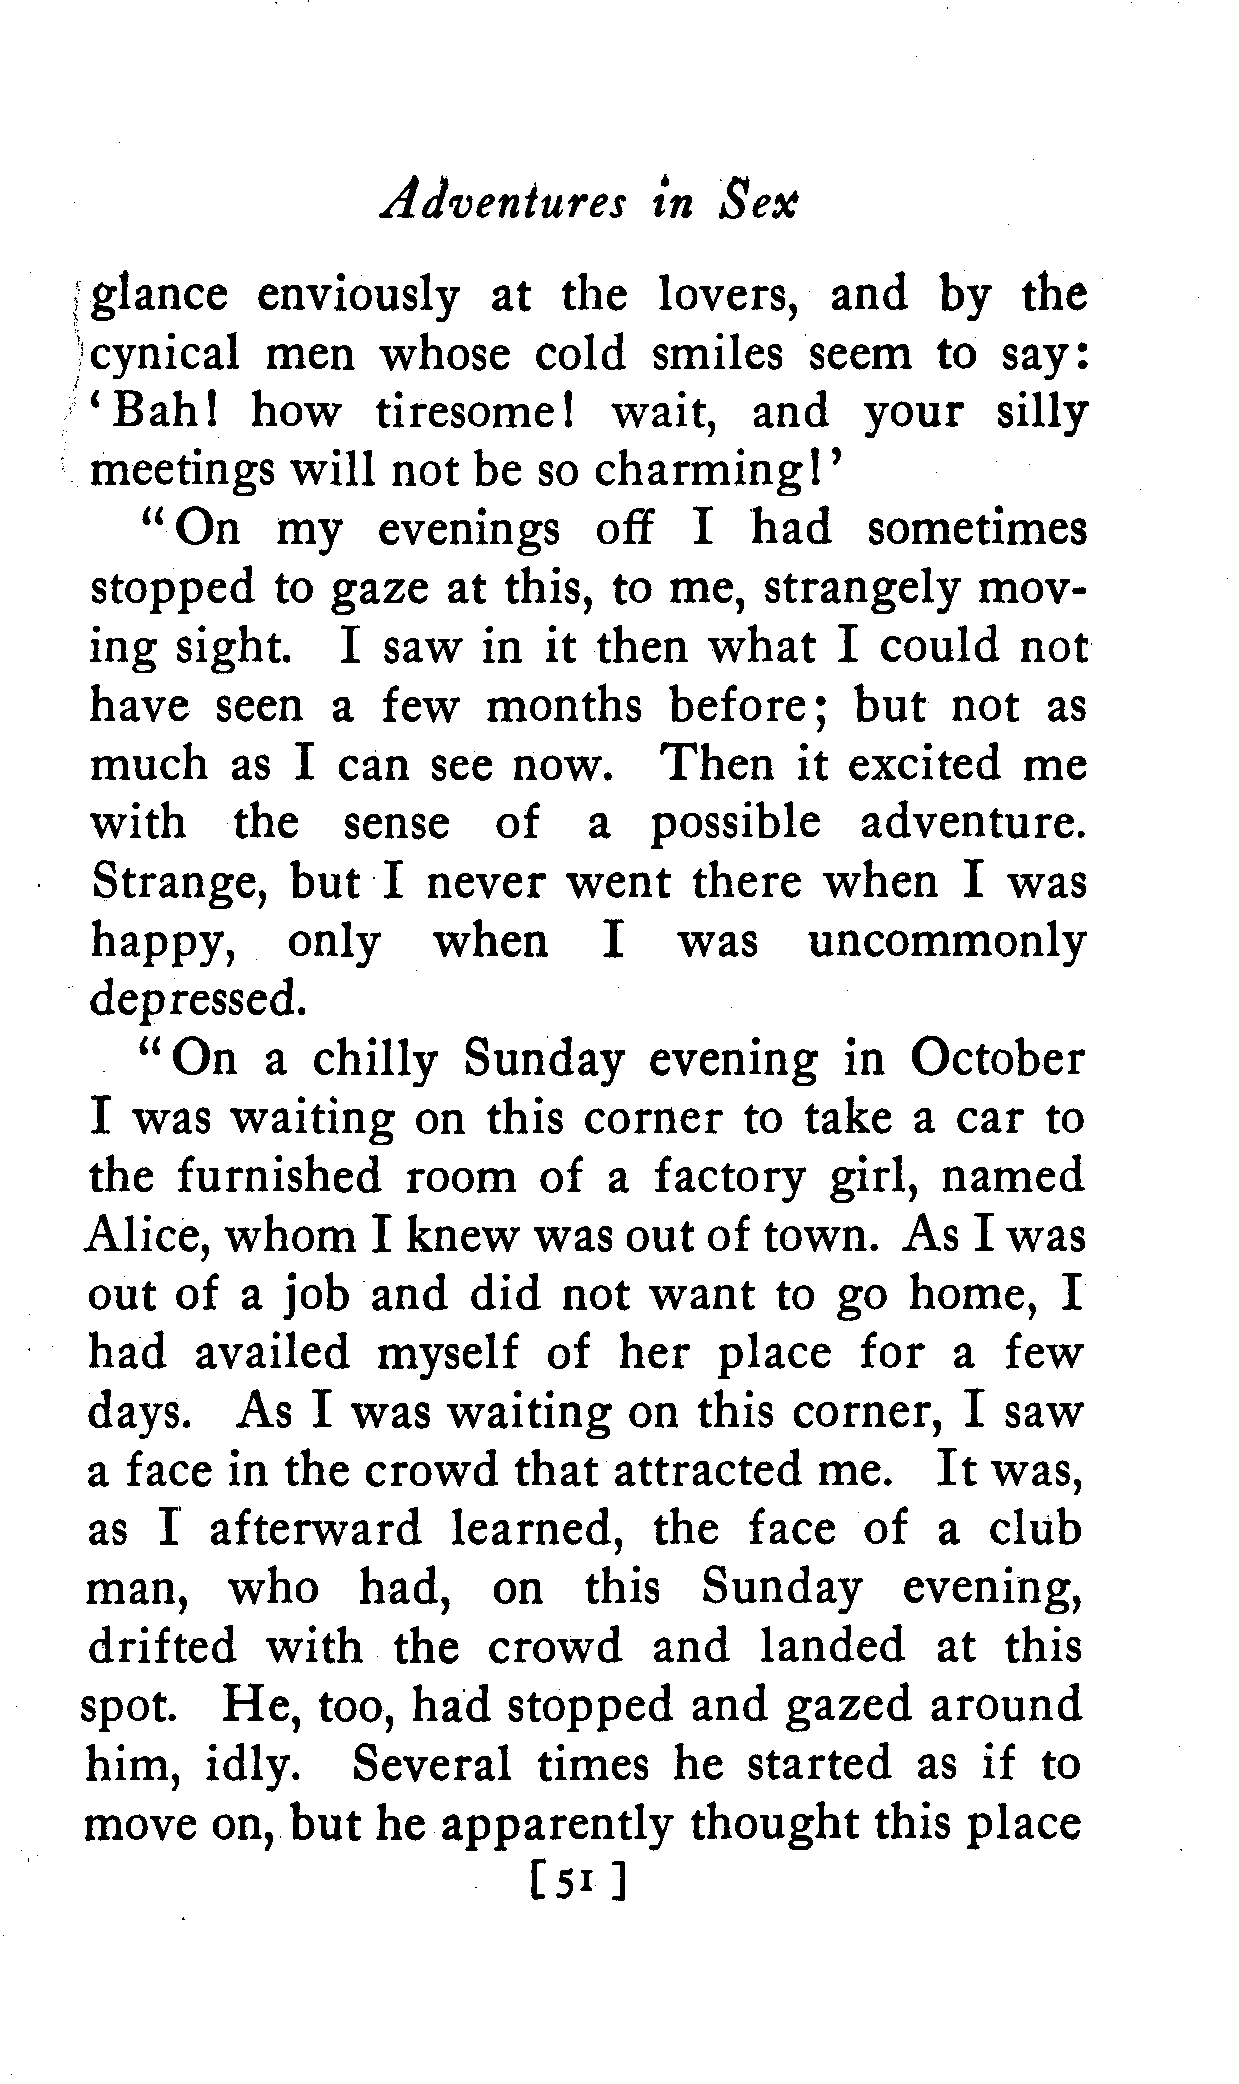 Adventures in Sex
glance enviously at the lovers, and by the
cynical men whose cold smiles seem to say:
‘Bah! how tiresome! wait, and your silly
meetings will not be so charming!’
“On my evenings off I had sometimes
stopped to gaze at this, to me, strangely mov-
ing sight. I saw in it then what I could not
have seen a few months before; but not as
much as I can see now. Then it excited me
with the sense of a possible adventure.
Strange, but I never went there when I was
happy, only when I was uncommonly
depressed.
“On a chilly Sunday evening in October
I was waiting on this corner to take a car to
the furnished room of a factory girl, named
Alice, whom I knew was out of town. As I was
out of a job and did not want to go home, I
had availed myself of her place for a few
days. As I was waiting on this corner, I saw
a face in the crowd that attracted me. It was,
as I afterward learned, the face of a club
man, who had, on this Sunday evening,
drifted with the crowd and landed at this
spot. He, too, had stopped and gazed around
him, idly. Several times he started as if to
move on, but he apparently thought this place
[51]